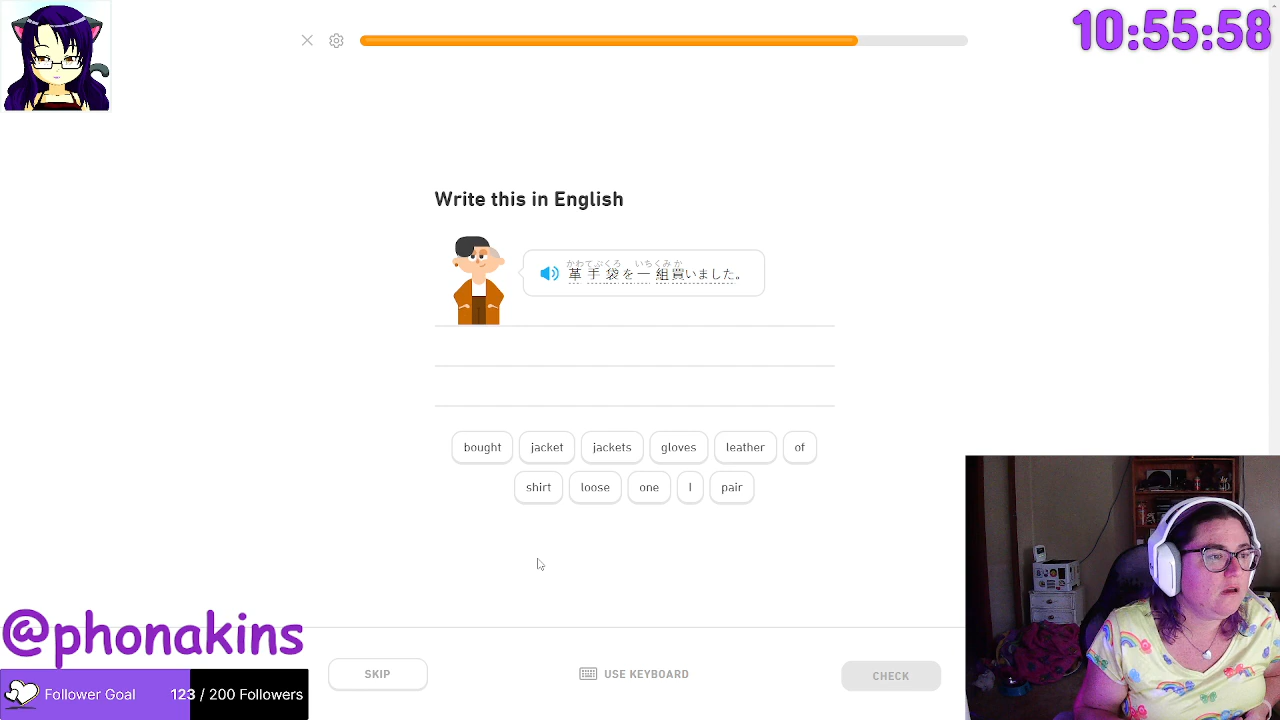 10:55:58
Write this in English
かわてぶくろ いちくみ か
革手袋を一組買いました。
bought jacket jackets gloves leather of
shirt loose one I pair
@phonakins
Follower Goal 123 / 200 Followers
SKIP USE KEYBOARD CHECK